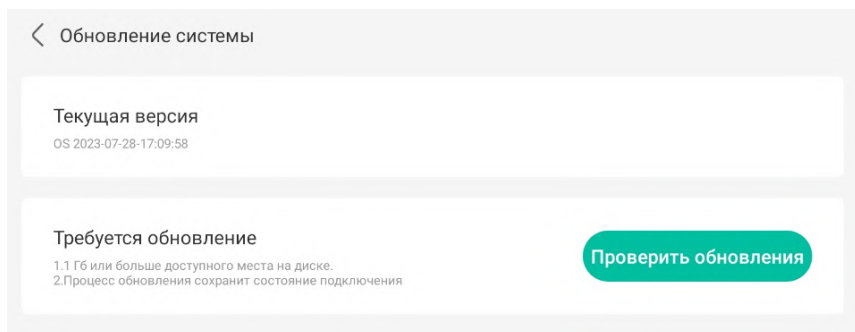 Обновление системы
Текущая версия
OS 2023-07-28-17:09:58
Требуется обновление
1.1 Гб или больше доступного места на диске.
2.Процесс обновления сохранит состояние подключения
Проверить обновления